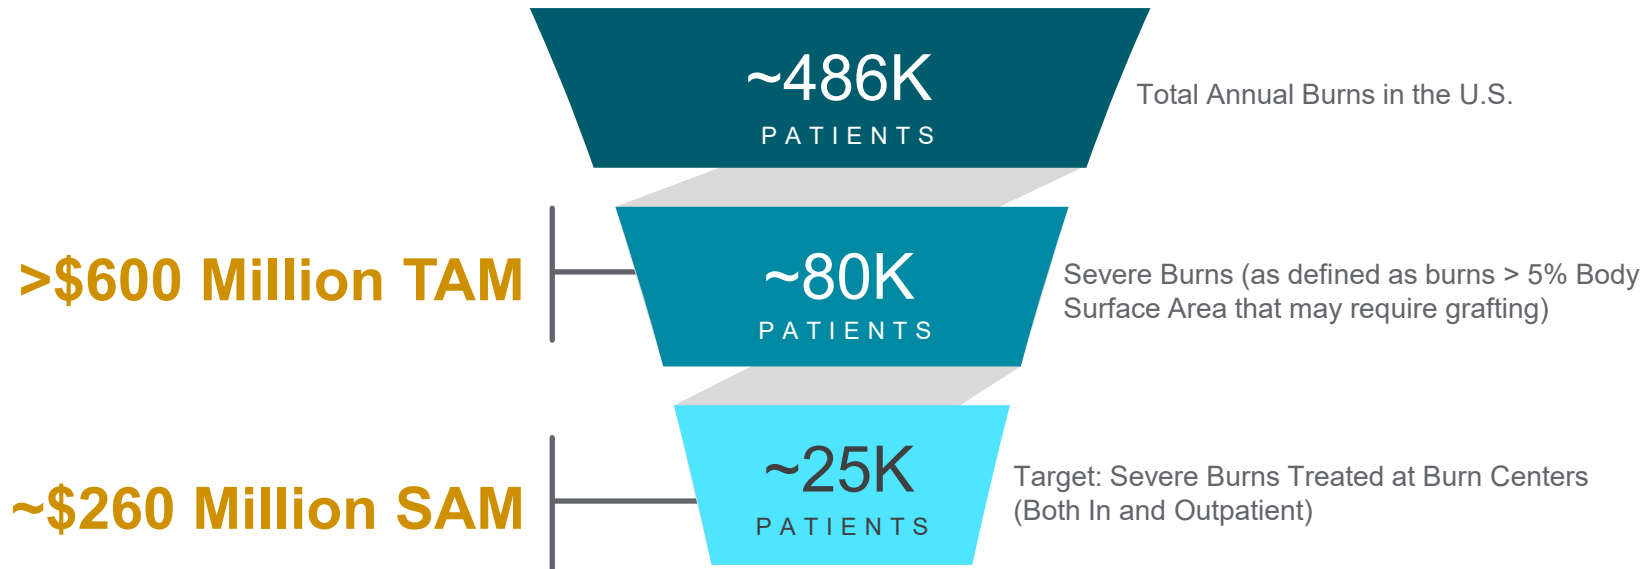 ~486K
PATIENTS
Total Annual Burns in the U.S.
>$600 Million TAM
~80K
PATIENTS
Severe Burns (as defined as burns > 5% Body
Surface Area that may require grafting)
~$260 Million SAM
~25K
PATIENTS
Target: Severe Burns Treated at Burn Centers
(Both In and Outpatient)